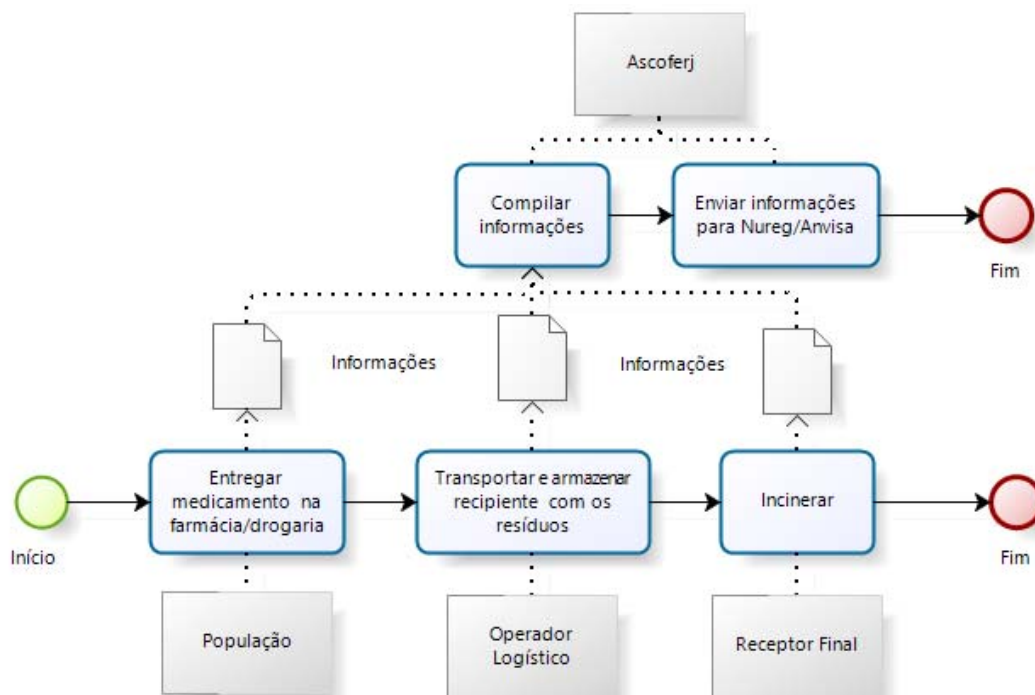 Ascoferj
Compilar
informações
Enviar informações
para Nureg/Anvisa
Fim
Informações
Informações
Início
Entregar
medicamento na
farmácia/drogaria
Transportar e armazenar
recipiente com os
resíduos
Incinerar
Fim
População
Operador
Logístico
Receptor Final